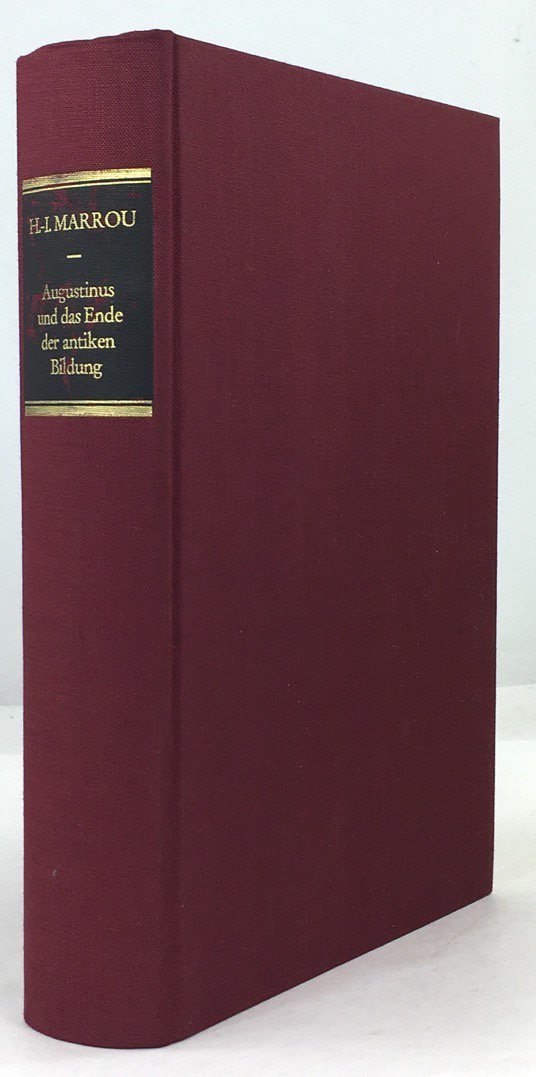 H.-I. MARROU
—
Augustinus
und das Ende
der antiken
Bildung